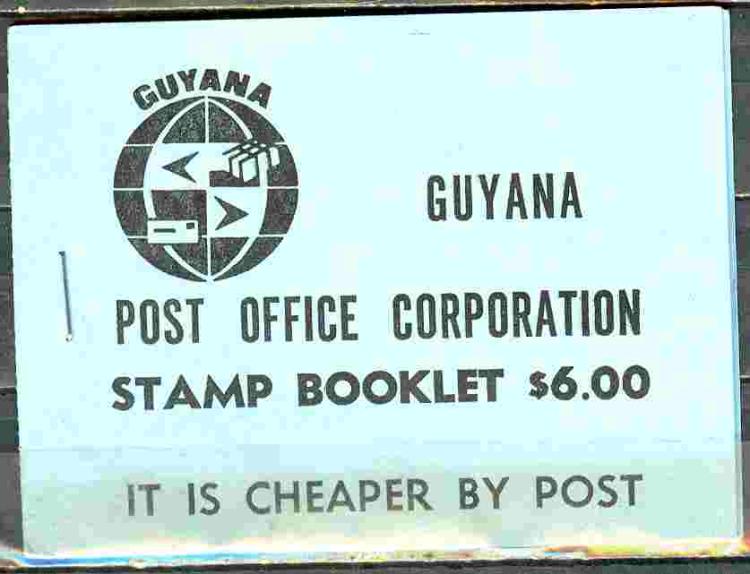 GUYANA
GUYANA
POST OFFICE CORPORATION
STAMP BOOKLET $6.00
IT IS CHEAPER BY POST